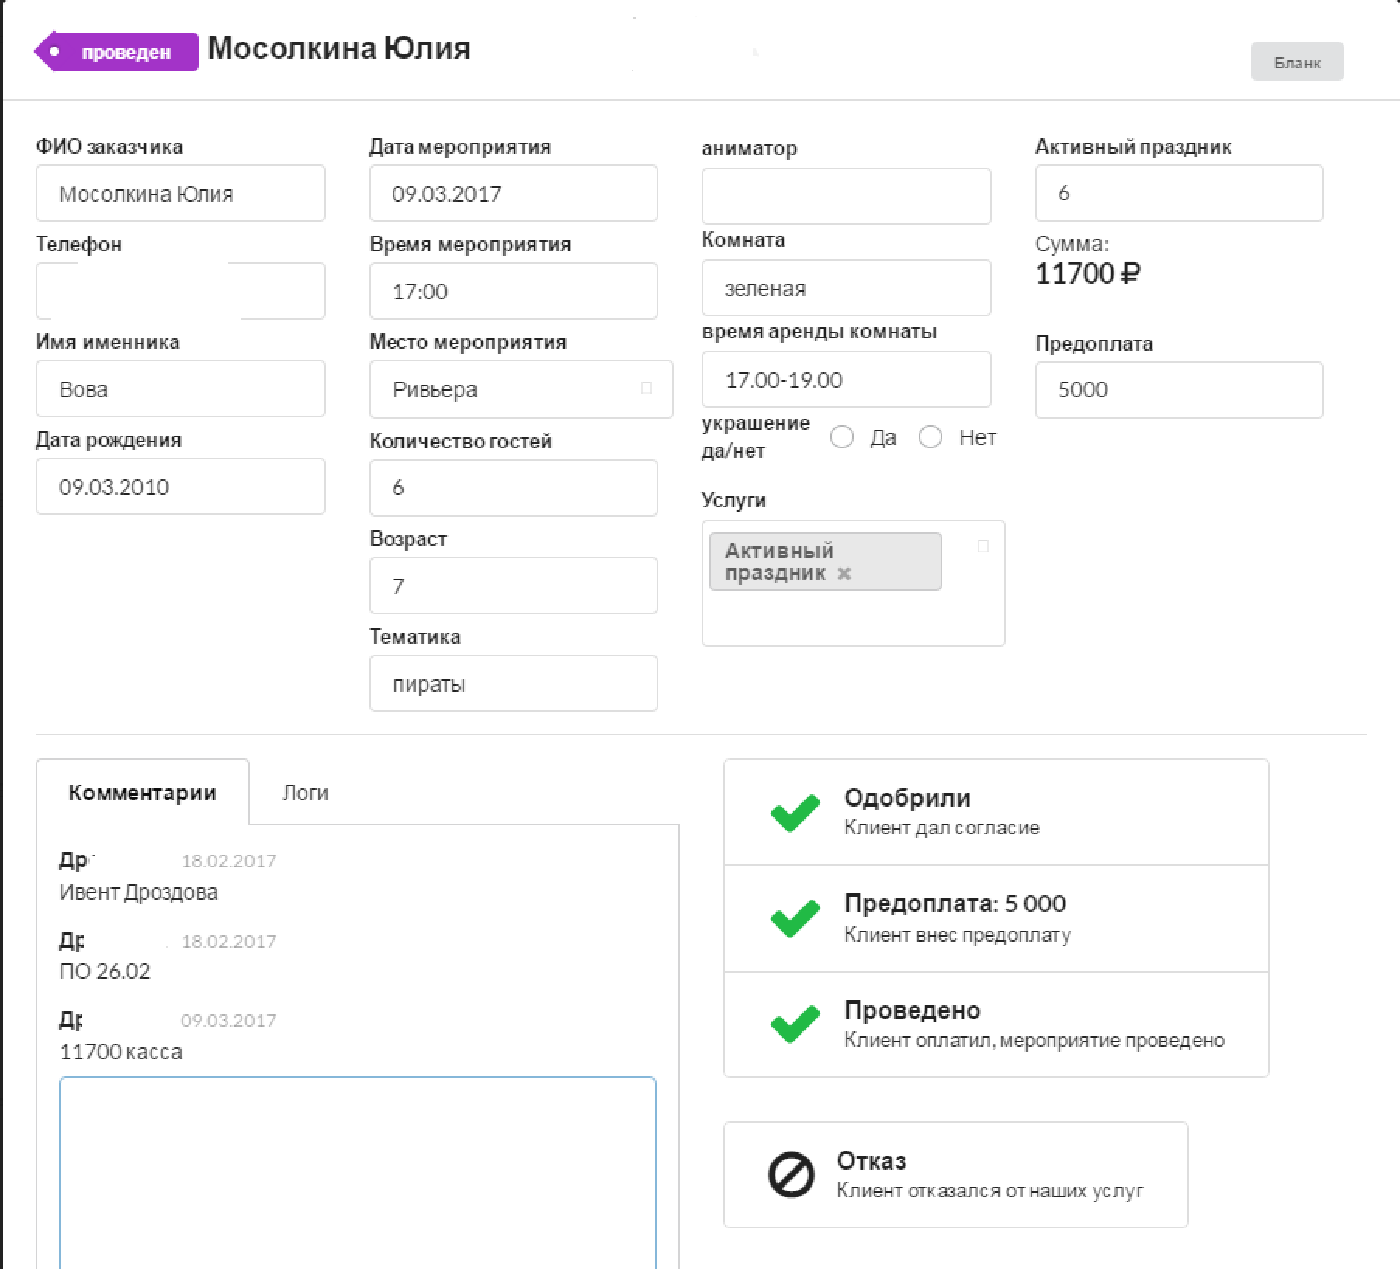 проведен Мосолкина Юлия
Бланк
ФИО заказчика
Мосолкина Юлия
Телефон
Имя именника
Вова
Дата рождения
09.03.2010
Дата мероприятия
09.03.2017
Время мероприятия
17:00
Место мероприятия
Ривьера
Количество гостей
6
Возраст
7
Тематика
пираты
аниматор
Комната
зеленая
время аренды комнаты
17.00-19.00
украшение
да/нет
Да
Нет
Услуги
Активный
праздник
Активный праздник
6
Сумма:
11700 ₽
Предоплата
5000
Комментарии
Логи
Др 18.02.2017
Ивент Дроздова
Др 18.02.2017
ПО 26.02
Др 09.03.2017
11700 касса
Одобрили
Клиент дал согласие
Предоплата: 5 000
Клиент внес предоплату
Проведено
Клиент оплатил, мероприятие проведено
Отказ
Клиент отказался от наших услуг